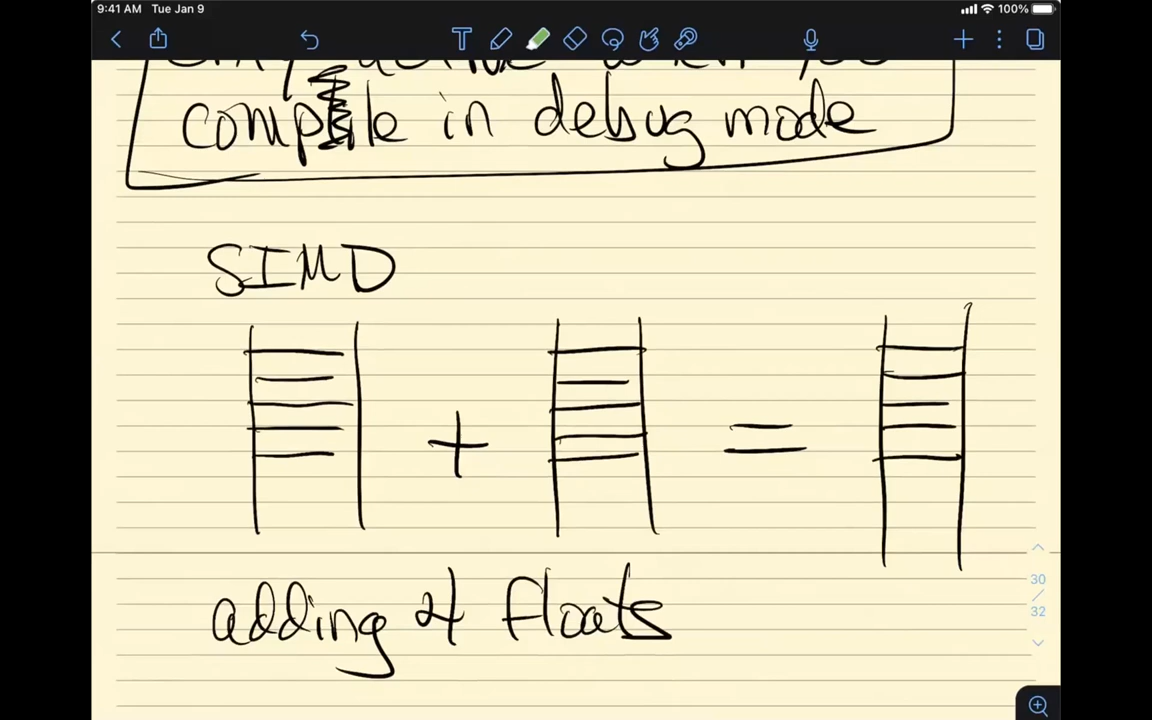 9:41 AM Tue Jan 9
100%
compile in debug mode
SIMD
+ =
adding 4 floats
30
/
32